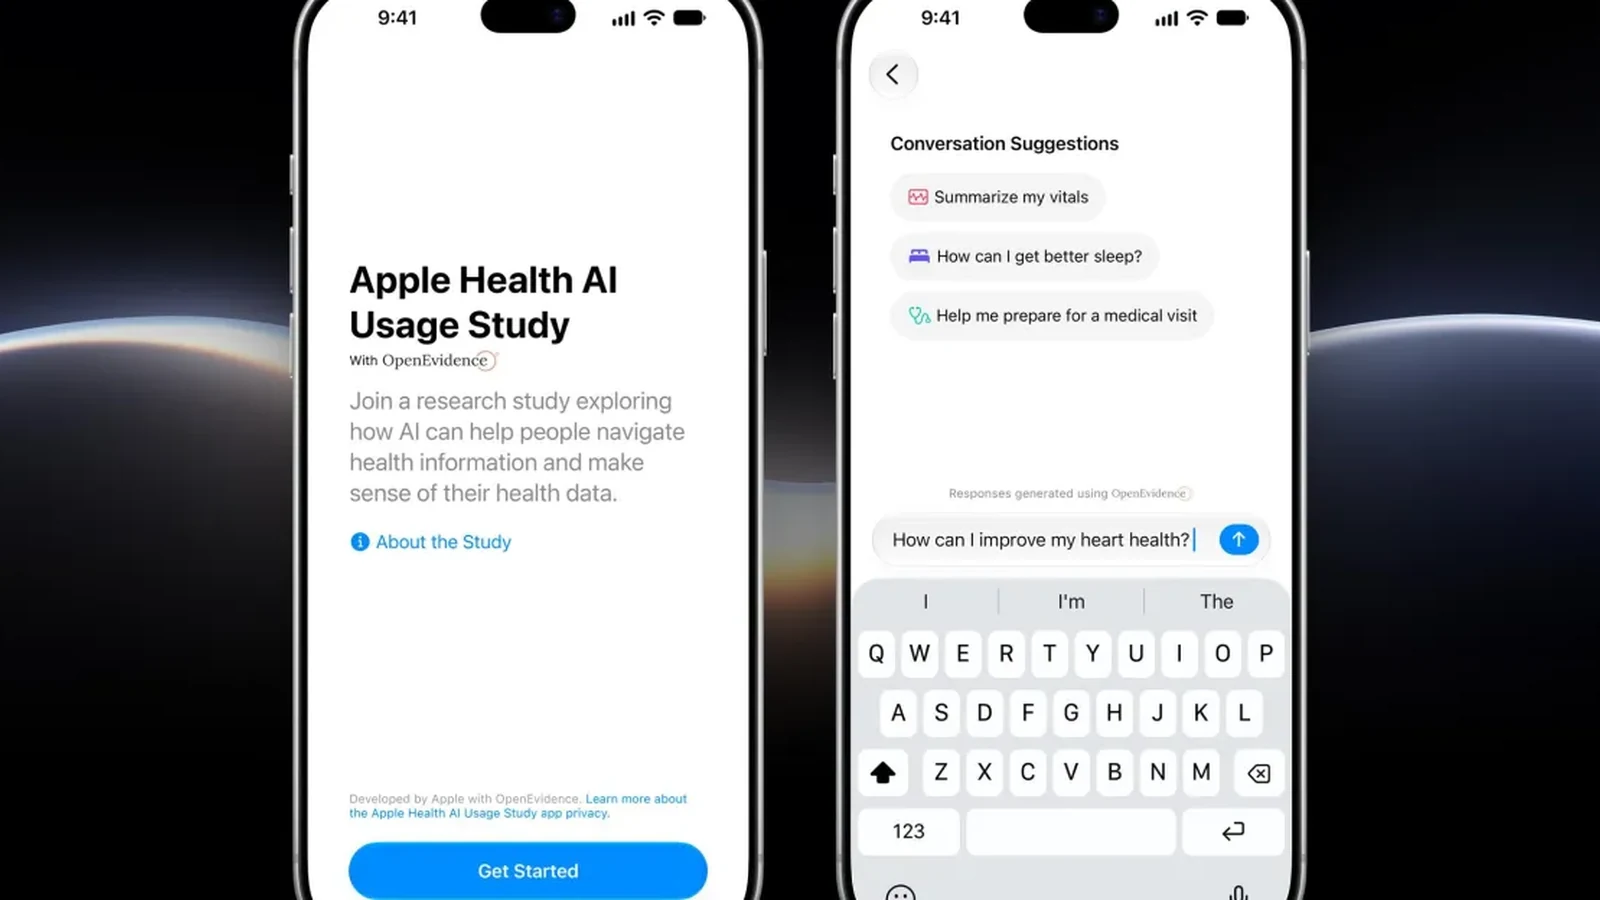 9:41
Apple Health AI
Usage Study
With OpenEvidence
Join a research study exploring
how AI can help people navigate
health information and make
sense of their health data.
About the Study
Developed by Apple with OpenEvidence. Learn more about
the Apple Health AI Usage Study app privacy.
Get Started
9:41
Conversation Suggestions
Summarize my vitals
How can I get better sleep?
Help me prepare for a medical visit
Responses generated using OpenEvidence
How can I improve my heart health?
I I'm The
Q W E R T Y U I O P
A S D F G H J K L
Z X C V B N M
123